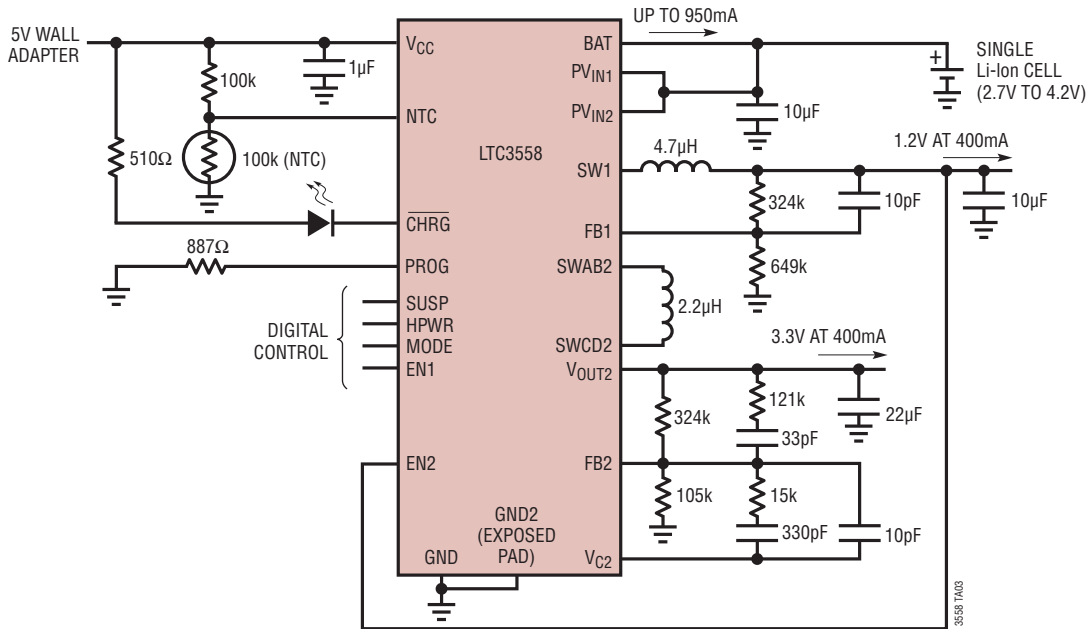 5V WALL
ADAPTER
510Ω
100k
100k (NTC)
1µF
887Ω
DIGITAL
CONTROL
VCC
NTC
CHRG
PROG
SUSP
HPWR
MODE
EN1
EN2
LTC3558
GND
GND2
(EXPOSED
PAD)
BAT
PVIN1
PVIN2
SW1
FB1
SWAB2
SWCD2
VOUT2
FB2
VC2
UP TO 950mA
+
SINGLE
Li-Ion CELL
(2.7V TO 4.2V)
10µF
4.7µH
1.2V AT 400mA
324k
10pF
10µF
649k
2.2µH
3.3V AT 400mA
324k
121k
33pF
22µF
105k
15k
330pF
10pF
3558 TA03